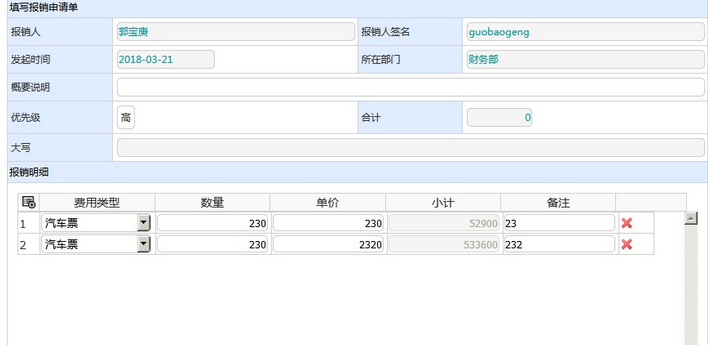 填写报销申请单
报销人 郭宝庚 报销人签名 guobaogeng
发起时间 2018-03-21 所在部门 财务部
概要说明
优先级 高 合计 0
大写
报销明细
费用类型 数量 单价 小计 备注
1 汽车票 230 230 52900 23
2 汽车票 230 2320 533600 232